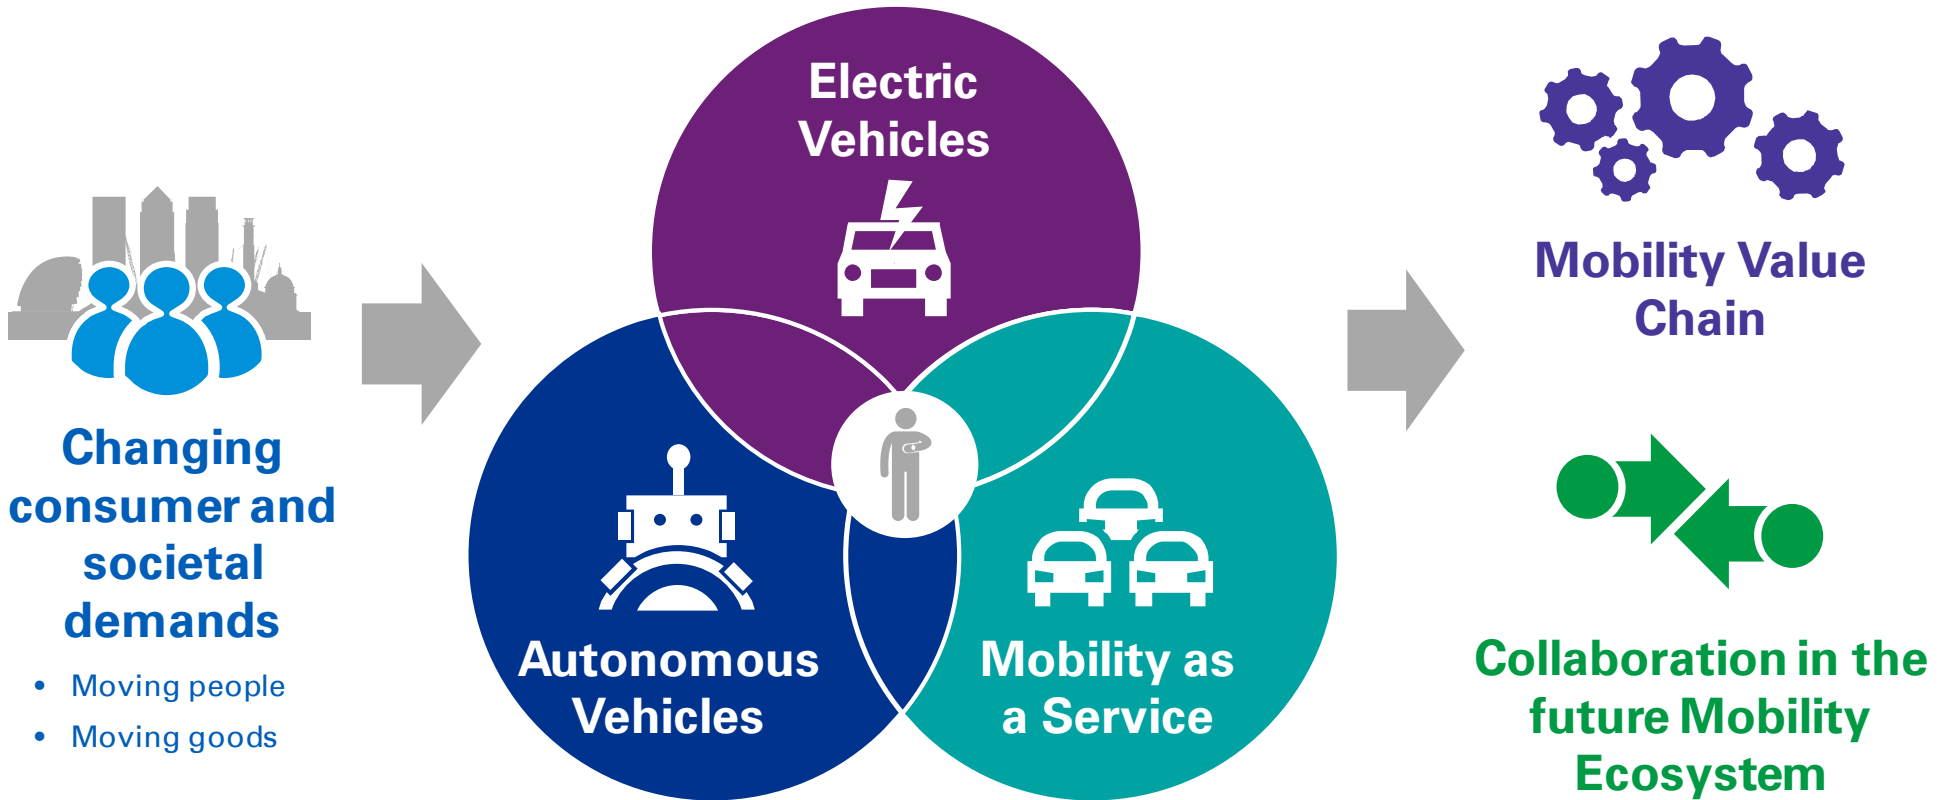 Changing
consumer and
societal
demands
• Moving people
• Moving goods
Electric
Vehicles
Autonomous
Vehicles
Mobility as
a Service
Mobility Value
Chain
Collaboration in the
future Mobility
Ecosystem